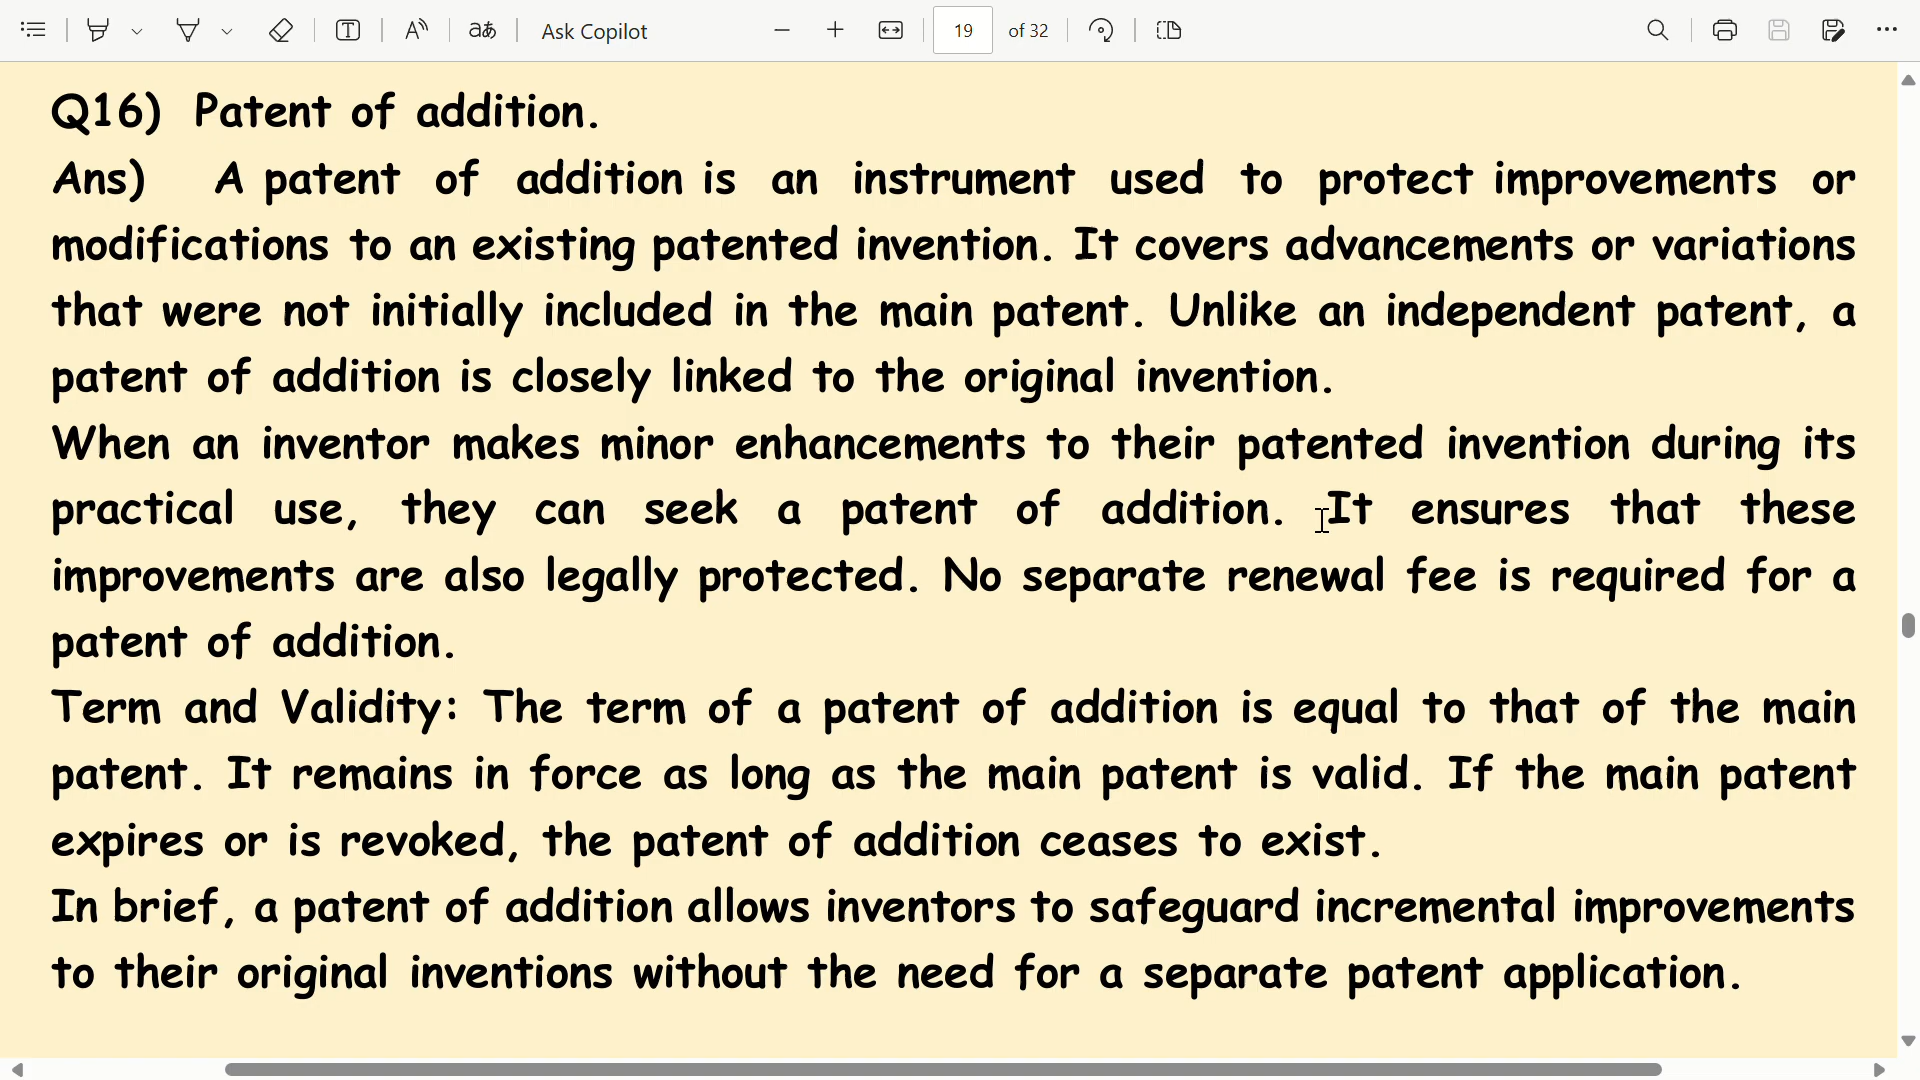 Ask Copilot
19 of 32
Q16) Patent of addition.
Ans) A patent of addition is an instrument used to protect improvements or
modifications to an existing patented invention. It covers advancements or variations
that were not initially included in the main patent. Unlike an independent patent, a
patent of addition is closely linked to the original invention.
When an inventor makes minor enhancements to their patented invention during its
practical use, they can seek a patent of addition. It ensures that these
improvements are also legally protected. No separate renewal fee is required for a
patent of addition.
Term and Validity: The term of a patent of addition is equal to that of the main
patent. It remains in force as long as the main patent is valid. If the main patent
expires or is revoked, the patent of addition ceases to exist.
In brief, a patent of addition allows inventors to safeguard incremental improvements
to their original inventions without the need for a separate patent application.